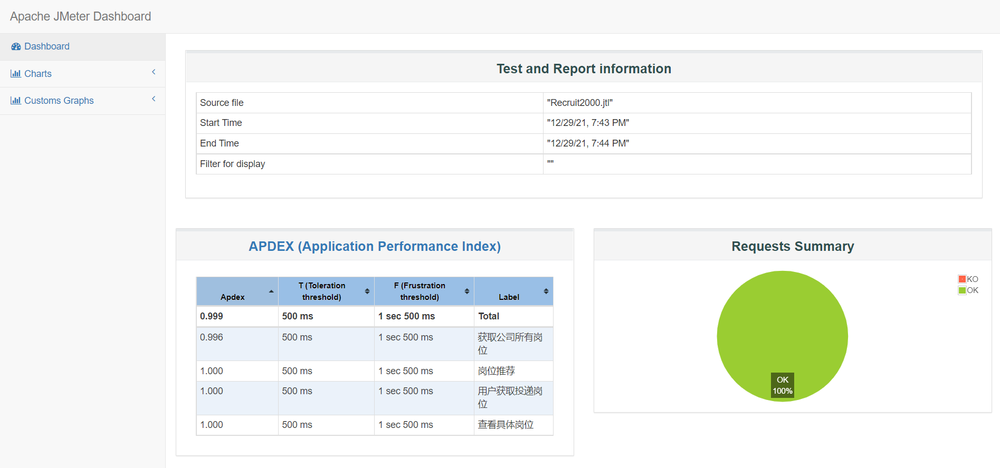 Apache JMeter Dashboard
Dashboard
Charts
Customs Graphs
Test and Report information
Source file "Recruit2000.jtl"
Start Time "12/29/21, 7:43 PM"
End Time "12/29/21, 7:44 PM"
Filter for display ""
APDEX (Application Performance Index)
Apdex T (Toleration threshold) F (Frustration threshold) Label
0.999 500 ms 1 sec 500 ms Total
0.996 500 ms 1 sec 500 ms 获取公司所有岗
位
1.000 500 ms 1 sec 500 ms 岗位推荐
1.000 500 ms 1 sec 500 ms 用户获取投递岗
位
1.000 500 ms 1 sec 500 ms 查看具体岗位
Requests Summary
KO
OK
OK
100%